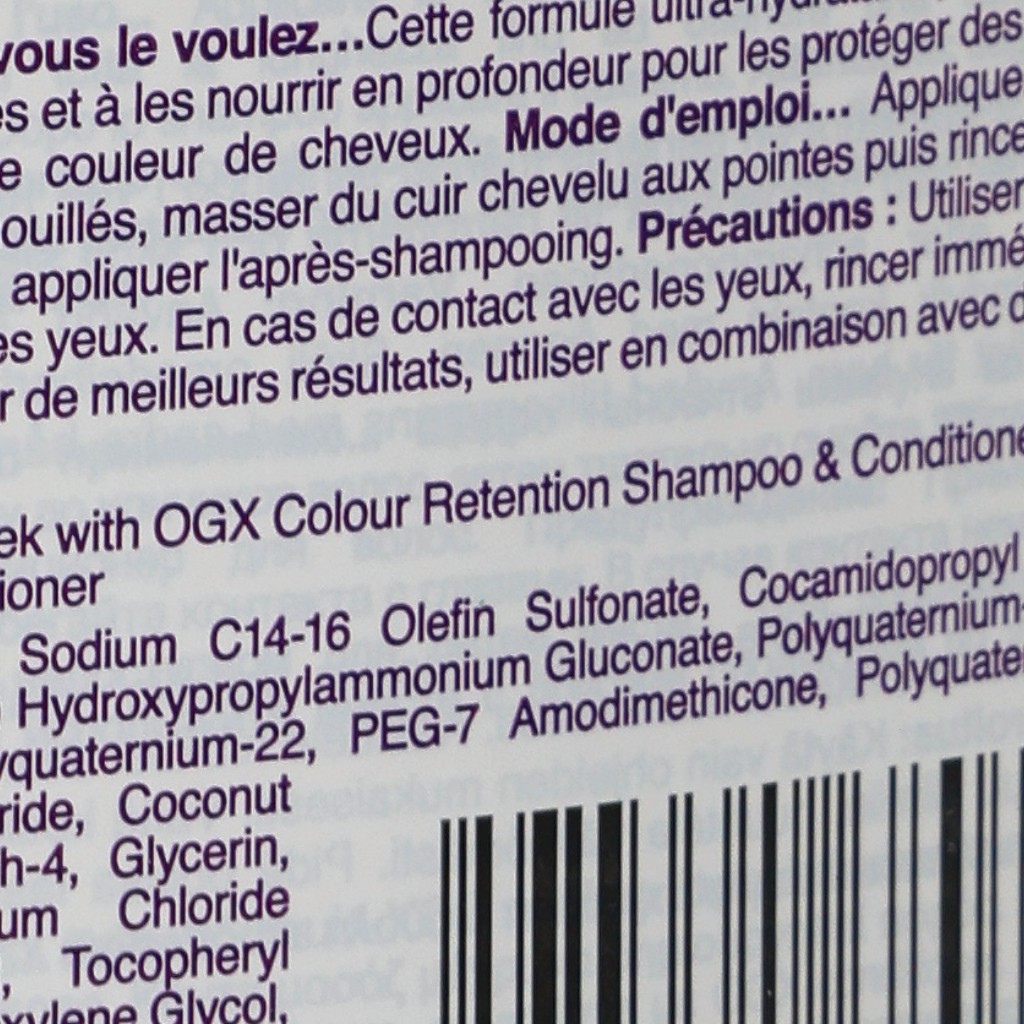 vous le voulez...Cette formule
et à les nourrir en profondeur pour les protéger des
couleur de cheveux. Mode d'emploi... Applique
ouillés, masser du cuir chevelu aux pointes puis rince
appliquer l'après-shampooing. Précautions : Utiliser
es yeux. En cas de contact avec les yeux, rincer immé
r de meilleurs résultats, utiliser en combinaison avec d
ek with OGX Colour Retention Shampoo & Conditione
ioner
Sodium C14-16 Olefin Sulfonate, Cocamidopropyl
Hydroxypropylammonium Gluconate, Polyquaternium-
yquaternium-22, PEG-7 Amodimethicone, Polyquate
ride, Coconut
h-4, Glycerin,
um Chloride
, Tocopheryl
xylene Glycol,